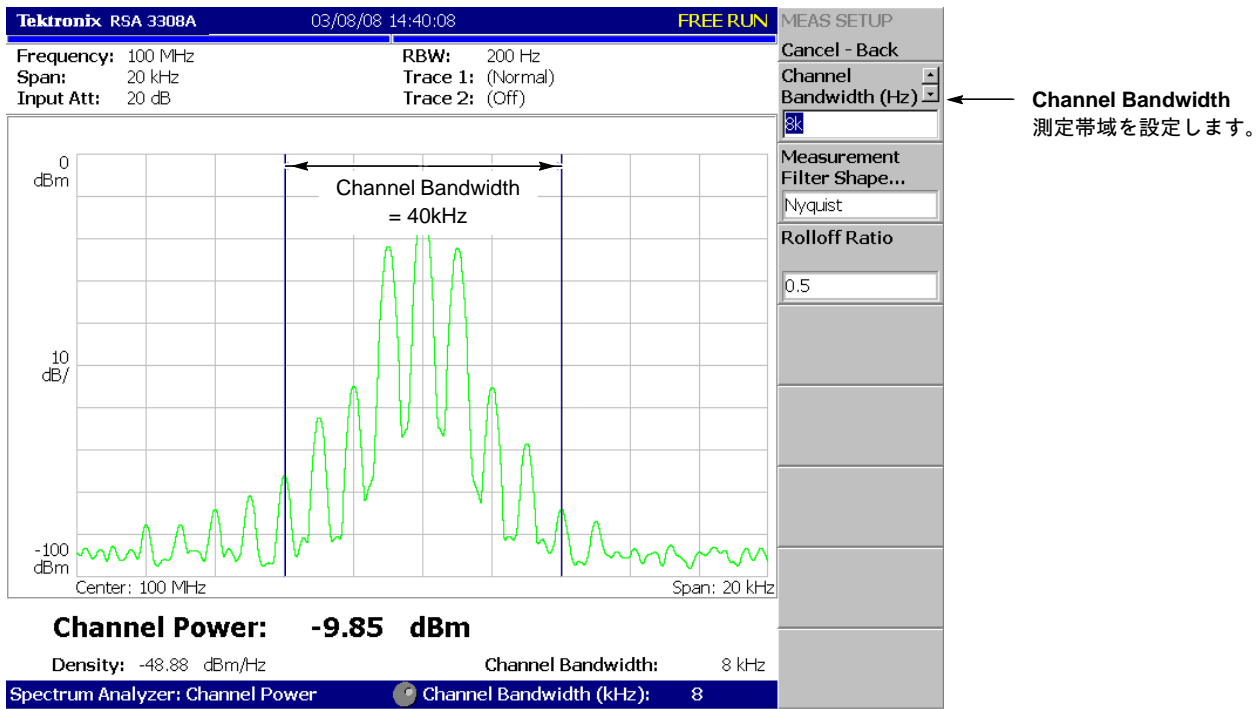 Tektronix RSA 3308A 03/08/08 14:40:08 FREE RUN
Frequency: 100 MHz RBW: 200 Hz
Span: 20 kHz Trace 1: (Normal)
Input Att: 20 dB Trace 2: (Off)
0
dBm
Channel Bandwidth
= 40kHz
10
dB/
-100
dBm
Center: 100 MHz Span: 20 kHz
Channel Power: -9.85 dBm
Density: -48.88 dBm/Hz Channel Bandwidth: 8 kHz
Spectrum Analyzer: Channel Power Channel Bandwidth (kHz): 8
MEAS SETUP
Cancel - Back
Channel
Bandwidth (Hz)
8k
Measurement
Filter Shape...
Nyquist
Rolloff Ratio
0.5
Channel Bandwidth
測定帯域を設定します。